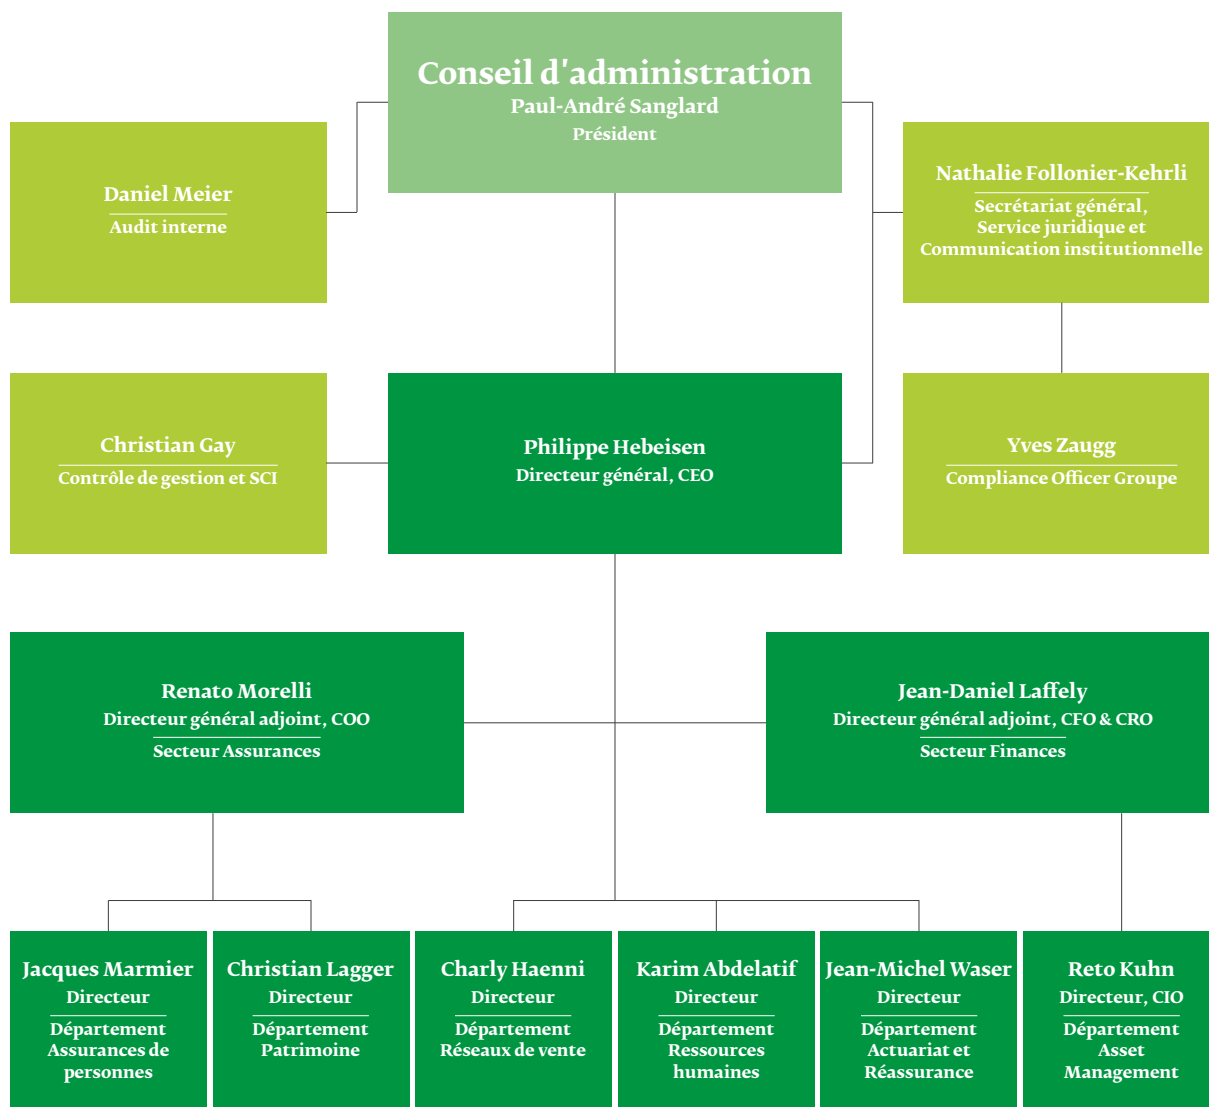 Conseil d'administration
Paul-André Sanglard
Président
Daniel Meier
Audit interne
Nathalie Follonier-Kehrli
Secrétariat général,
Service juridique et
Communication institutionnelle
Christian Gay
Contrôle de gestion et SCI
Philippe Hebeisen
Directeur général, CEO
Yves Zaugg
Compliance Officer Groupe
Renato Morelli
Directeur général adjoint, COO
Secteur Assurances
Jean-Daniel Laffely
Directeur général adjoint, CFO & CRO
Secteur Finances
Jacques Marmier
Directeur
Département
Assurances de
personnes
Christian Lagger
Directeur
Département
Patrimoine
Charly Haenni
Directeur
Département
Réseaux de vente
Karim Abdelatif
Directeur
Département
Ressources
humaines
Jean-Michel Waser
Directeur
Département
Actuariat et
Réassurance
Reto Kuhn
Directeur, CIO
Département
Asset
Management